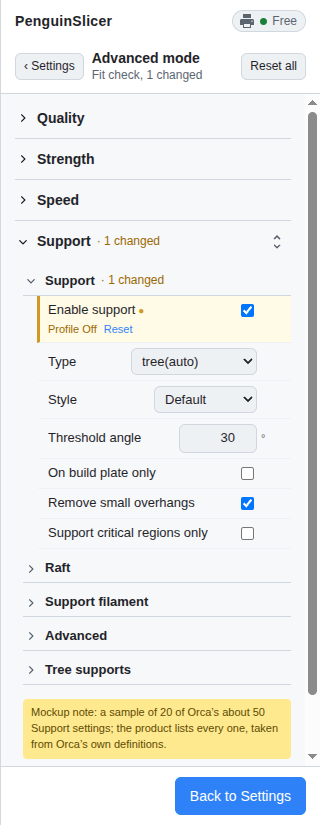 PenguinSlicer
Free
‹ Settings
Advanced mode
Fit check, 1 changed
Reset all
Quality
Strength
Speed
Support · 1 changed
Support · 1 changed
Enable support
Profile Off Reset
Type tree(auto)
Style Default
Threshold angle 30 °
On build plate only
Remove small overhangs
Support critical regions only
Raft
Support filament
Advanced
Tree supports
Mockup note: a sample of 20 of Orca’s about 50
Support settings; the product lists every one, taken
from Orca’s own definitions.
Back to Settings